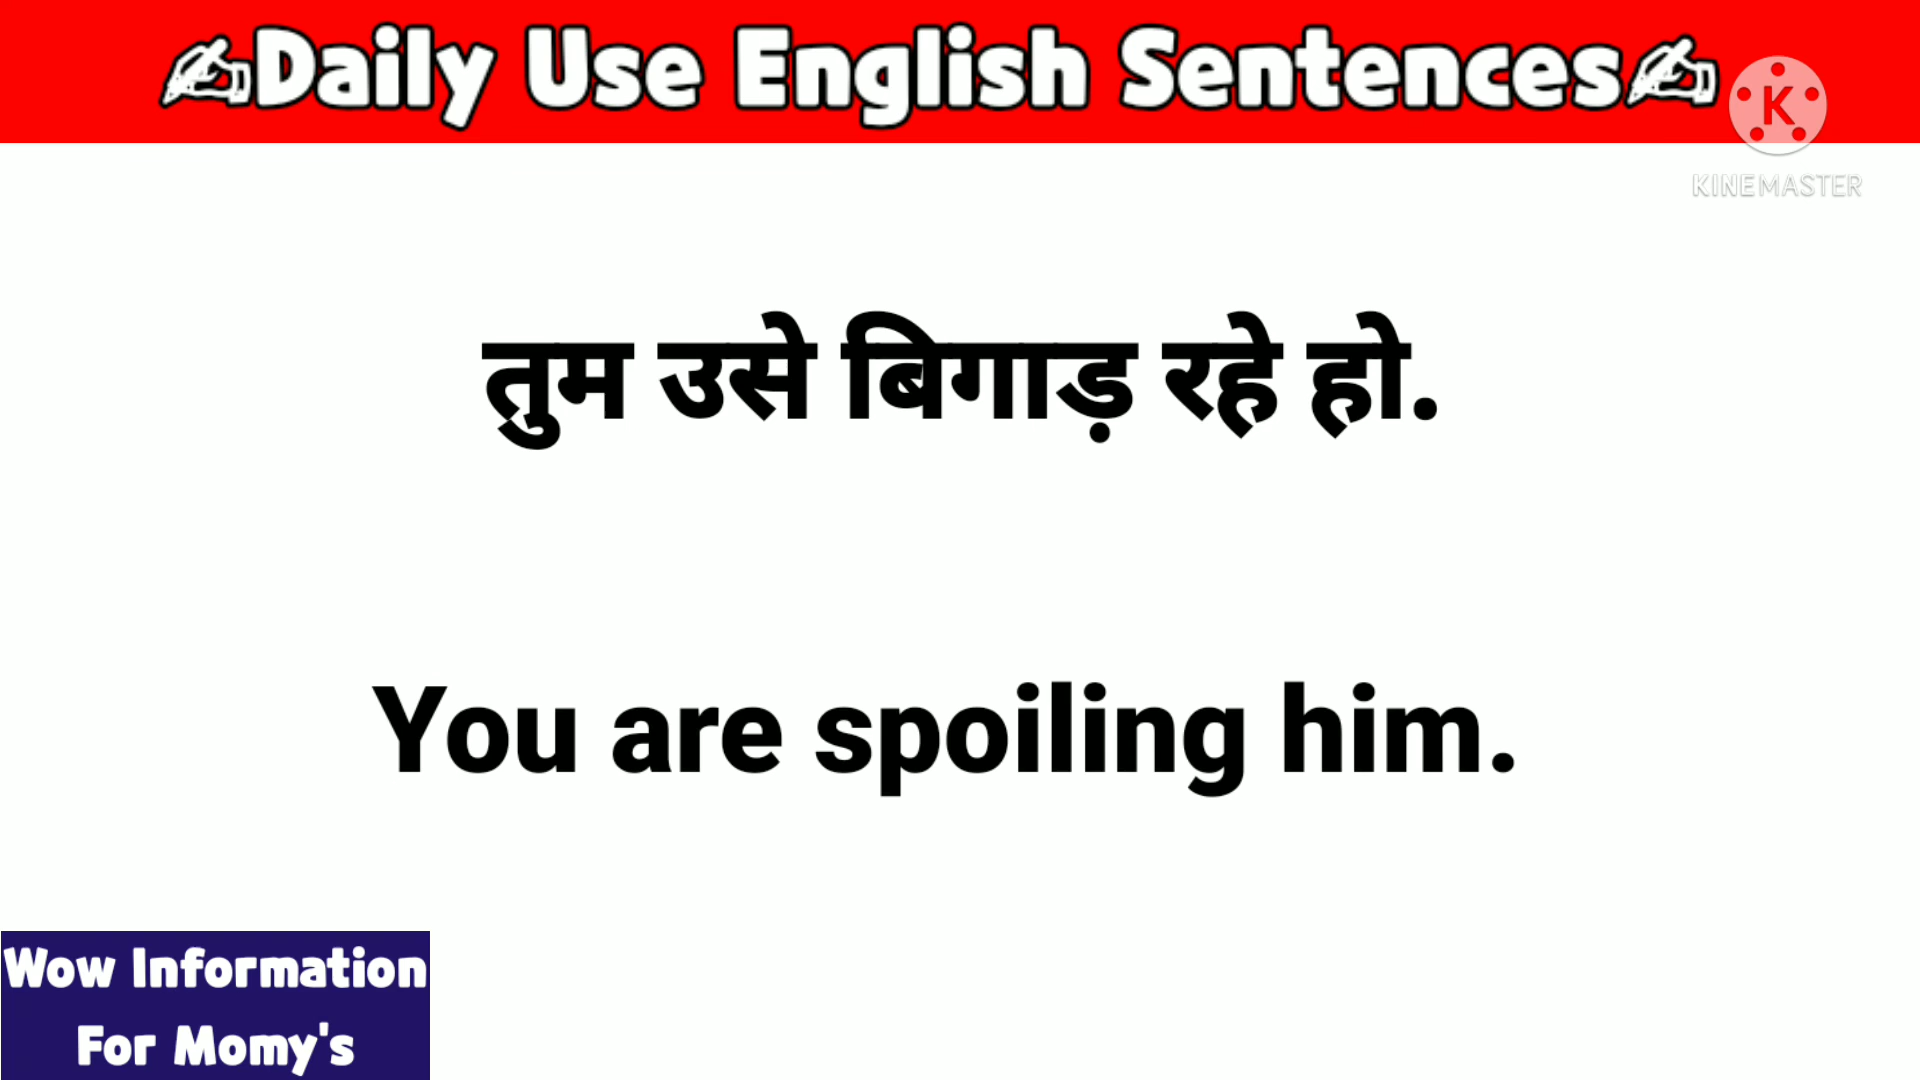 ✍Daily Use English Sentences✍
KINEMASTER
तुम उसे बिगाड़ रहे हो.
You are spoiling him.
Wow Information
For Momy's